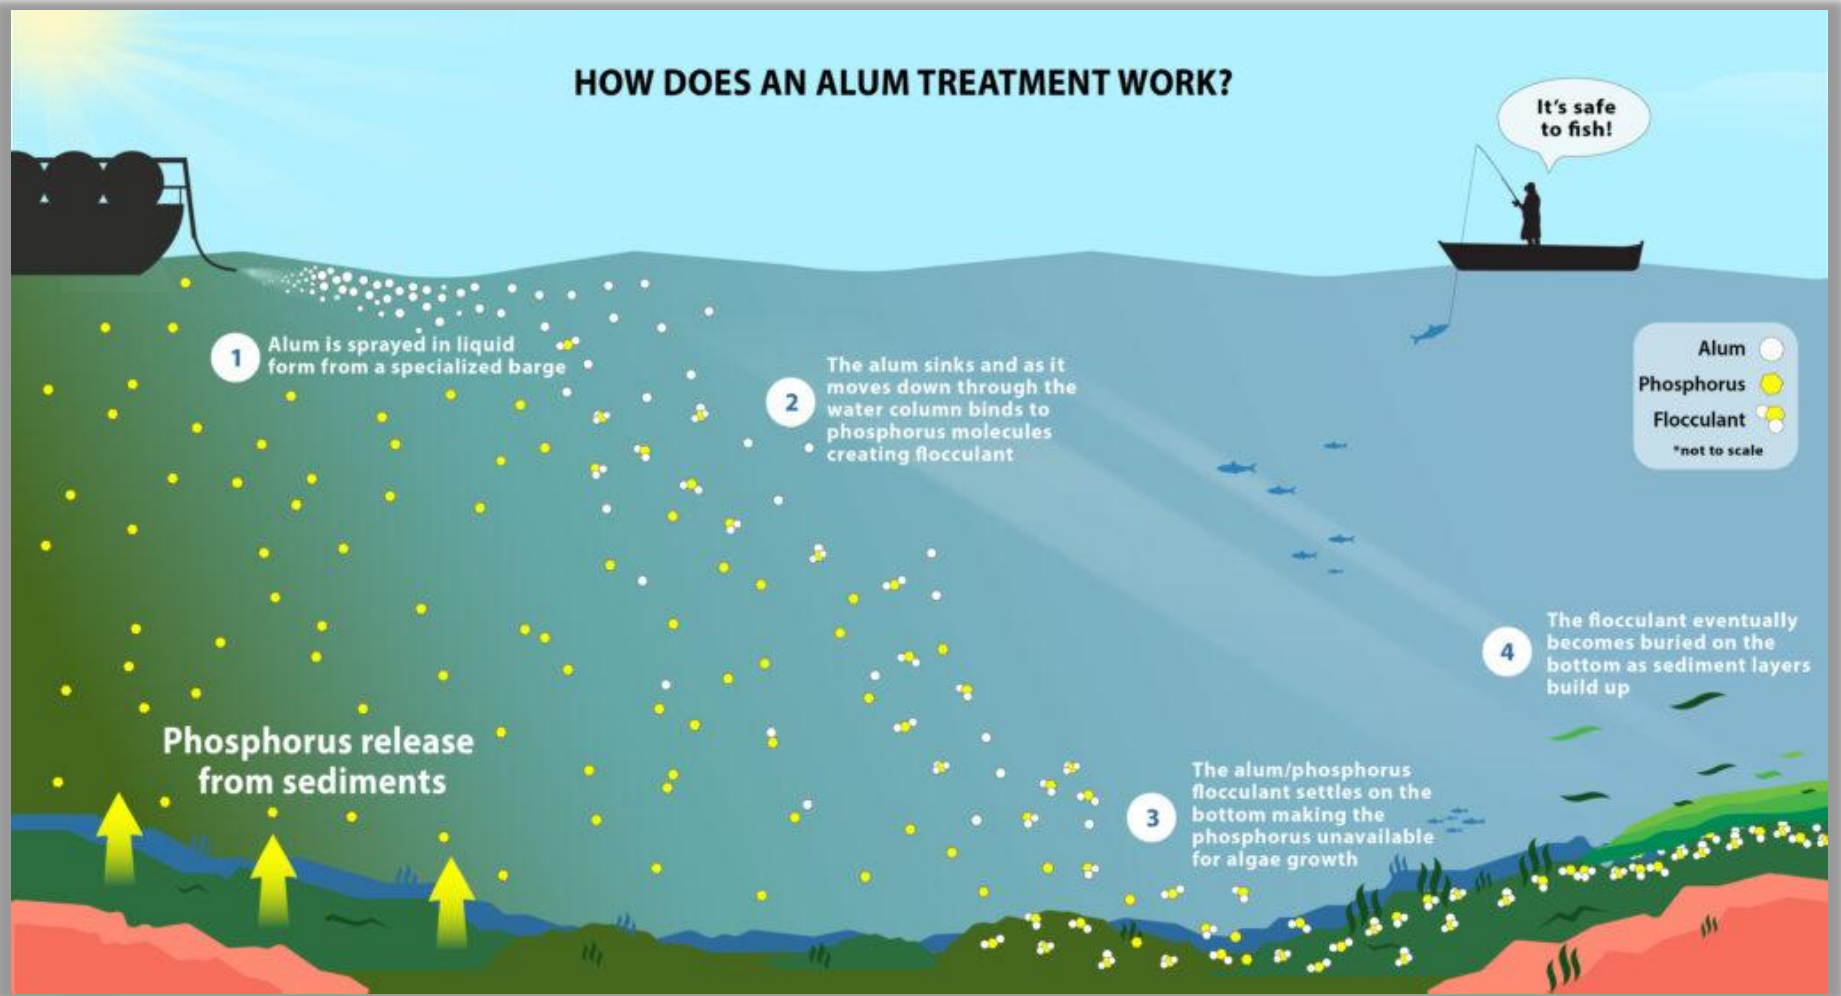 HOW DOES AN ALUM TREATMENT WORK?
It's safe
to fish!
1
Alum is sprayed in liquid
form from a specialized barge
2
The alum sinks and as it
moves down through the
water column binds to
phosphorus molecules
creating flocculant
Alum
Phosphorus
Flocculant
*not to scale
4
The flocculant eventually
becomes buried on the
bottom as sediment layers
build up
Phosphorus release
from sediments
3
The alum/phosphorus
flocculant settles on the
bottom making the
phosphorus unavailable
for algae growth